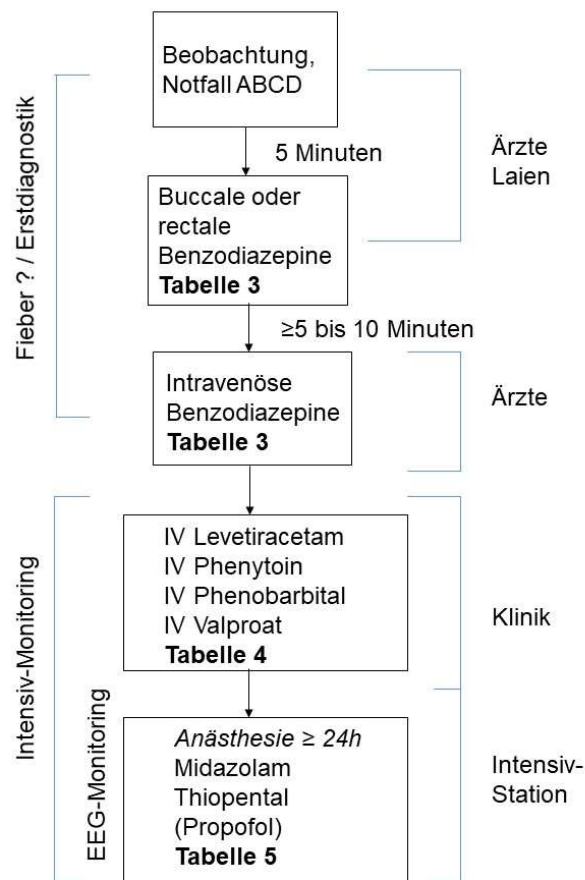 Beobachtung,
Notfall ABCD
5 Minuten
Ärzte
Laien
Buccale oder
rectale
Benzodiazepine
Tabelle 3
Fieber ? / Erstdiagnostik
≥5 bis 10 Minuten
Intravenöse
Benzodiazepine
Tabelle 3
Ärzte
IV Levetiracetam
IV Phenytoin
IV Phenobarbital
IV Valproat
Tabelle 4
Klinik
Intensiv-Monitoring
EEG-Monitoring
Anästhesie ≥ 24h
Midazolam
Thiopental
(Propofol)
Tabelle 5
Intensiv-
Station